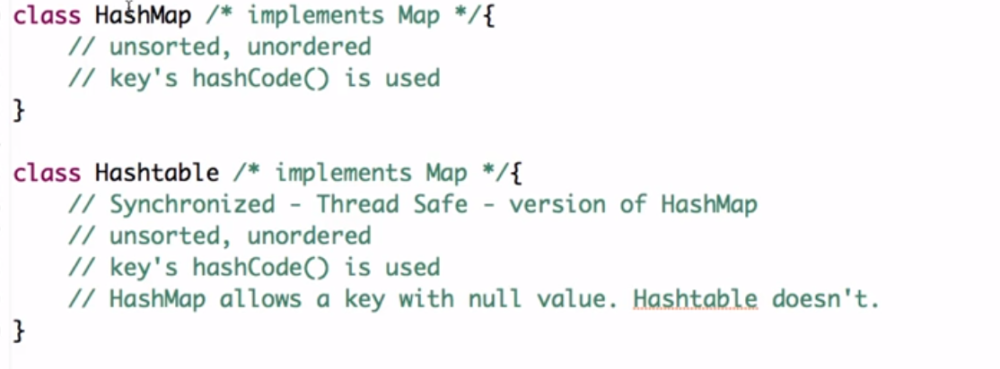 class HashMap /* implements Map */{
    // unsorted, unordered
    // key's hashCode() is used
}
class Hashtable /* implements Map */{
    // Synchronized - Thread Safe - version of HashMap
    // unsorted, unordered
    // key's hashCode() is used
    // HashMap allows a key with null value. Hashtable doesn't.
}